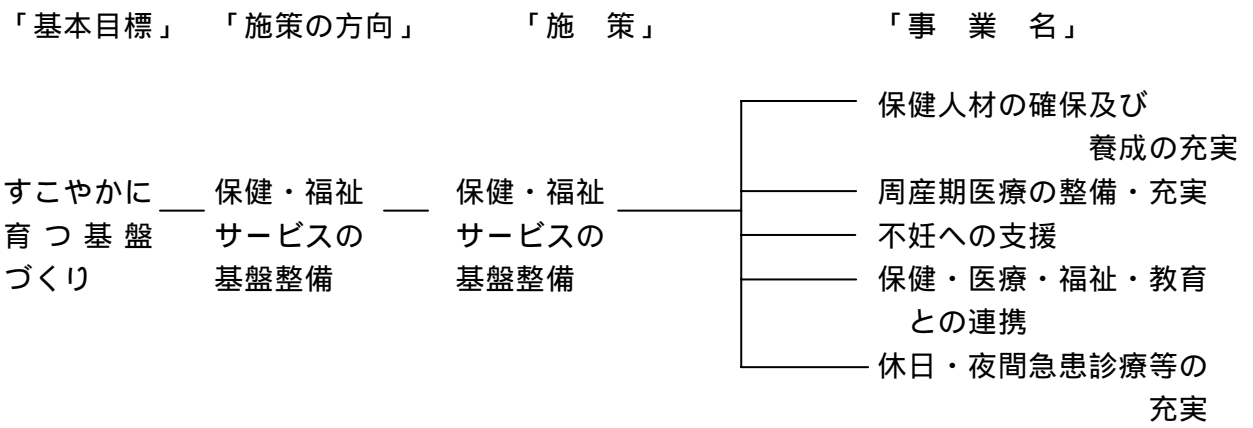 「基本目標」 「施策の方向」 「施 策」 「事 業 名」
保健人材の確保及び
養成の充実
すこやかに 保健・福祉 保健・福祉 周産期医療の整備・充実
育つ基盤 サービスの サービスの 不妊への支援
づくり 基盤整備 基盤整備 保健・医療・福祉・教育
との連携
休日・夜間急患診療等の
充実